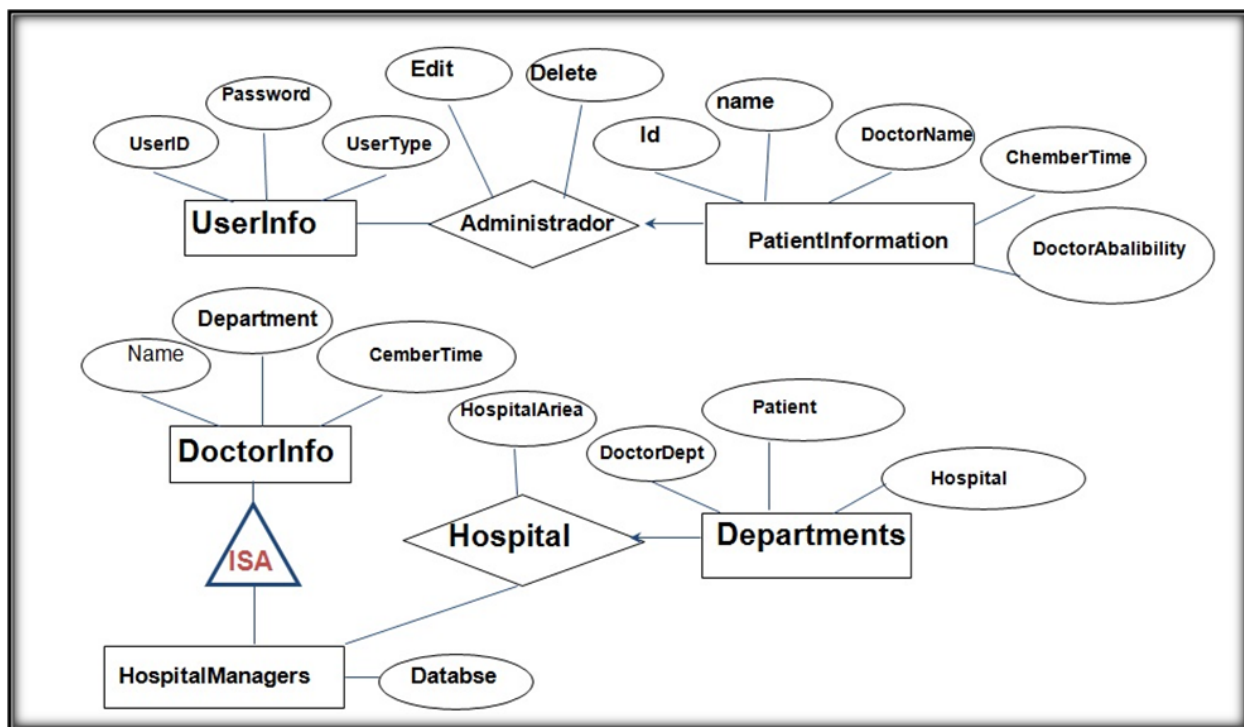 Edit
Delete
Password
name
Id
DoctorName
UserID
UserType
ChemberTime
UserInfo
Administrador
PatientInformation
DoctorAbalibility
Department
Name
CemberTime
HospitalAriea
Patient
DoctorInfo
DoctorDept
Hospital
Hospital
Departments
ISA
HospitalManagers
Databse